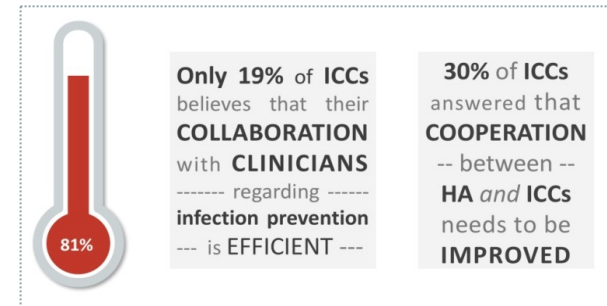 81%
Only 19% of ICCs
believes that their
COLLABORATION
with CLINICIANS
------- regarding ------
infection prevention
--- is EFFICIENT ---
30% of ICCs
answered that
COOPERATION
-- between --
HA and ICCs
needs to be
IMPROVED